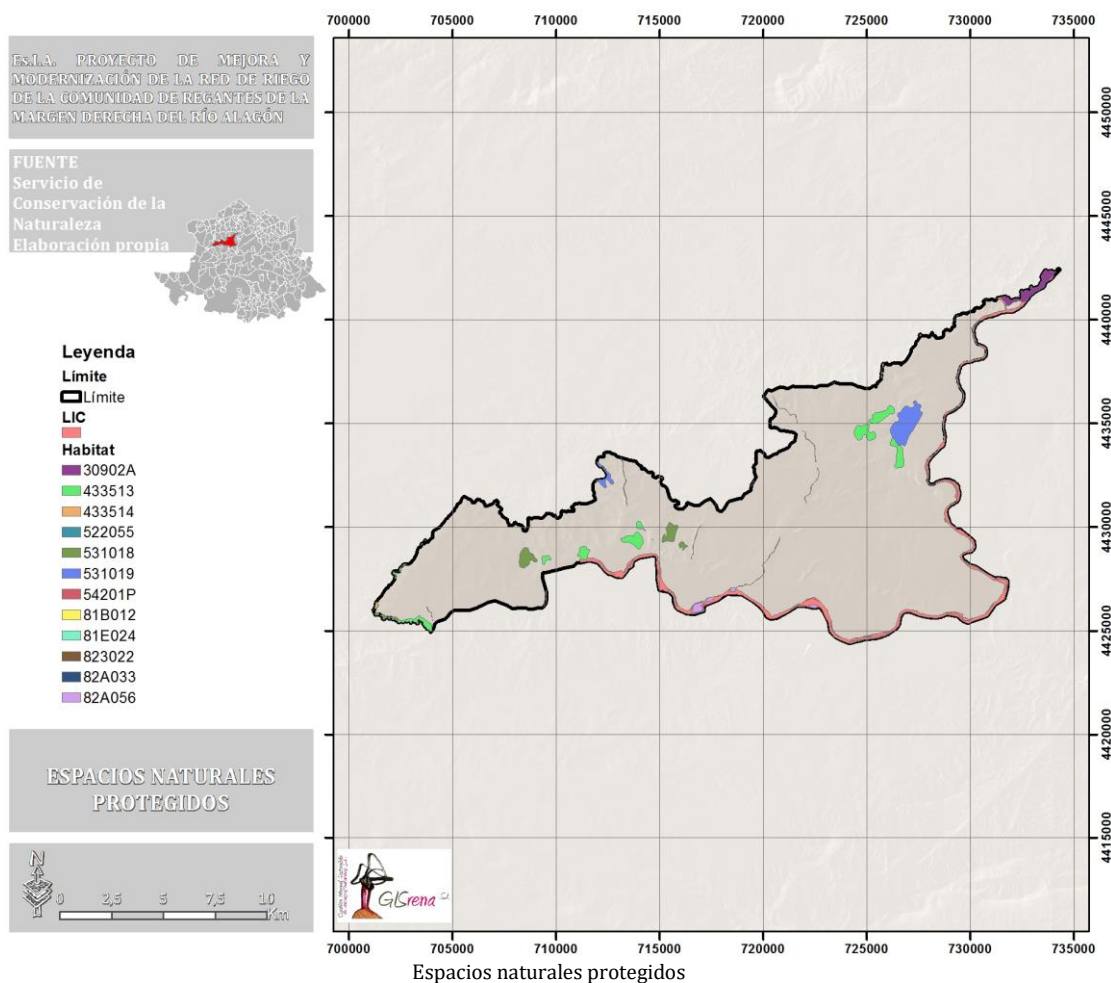 700000 705000 710000 715000 720000 725000 730000 735000
Es.I.A. PROYECTO DE MEJORA Y
MODERNIZACIÓN DE LA RED DE RIEGO
DE LA COMUNIDAD DE REGANTES DE LA
MARGEN DERECHA DEL RÍO ALAGÓN
FUENTE
Servicio de
Conservación de la
Naturaleza
Elaboración propia
Leyenda
Límite
Límite
LIC
Habitat
30902A
433513
433514
522055
531018
531019
54201P
81B012
81E024
823022
82A033
82A056
ESPACIOS NATURALES
PROTEGIDOS
N
0 2,5 5 7,5 10
Km
4450000
4445000
4440000
4435000
4430000
4425000
4420000
4415000
GISrena S.L.
700000 705000 710000 715000 720000 725000 730000 735000
Espacios naturales protegidos